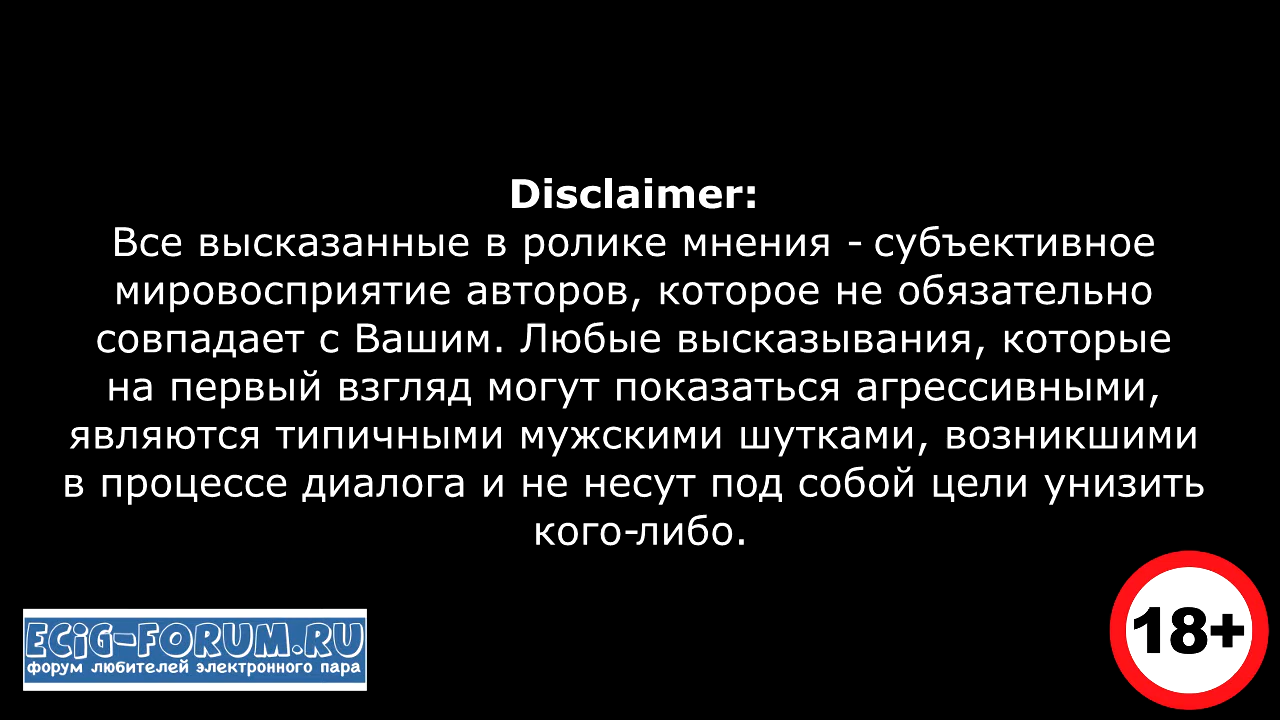 Disclaimer:
Все высказанные в ролике мнения - субъективное
мировосприятие авторов, которое не обязательно
совпадает с Вашим. Любые высказывания, которые
на первый взгляд могут показаться агрессивными,
являются типичными мужскими шутками, возникшими
в процессе диалога и не несут под собой цели унизить
кого-либо.
ECIG-FORUM.RU
форум любителей электронного пара
18+